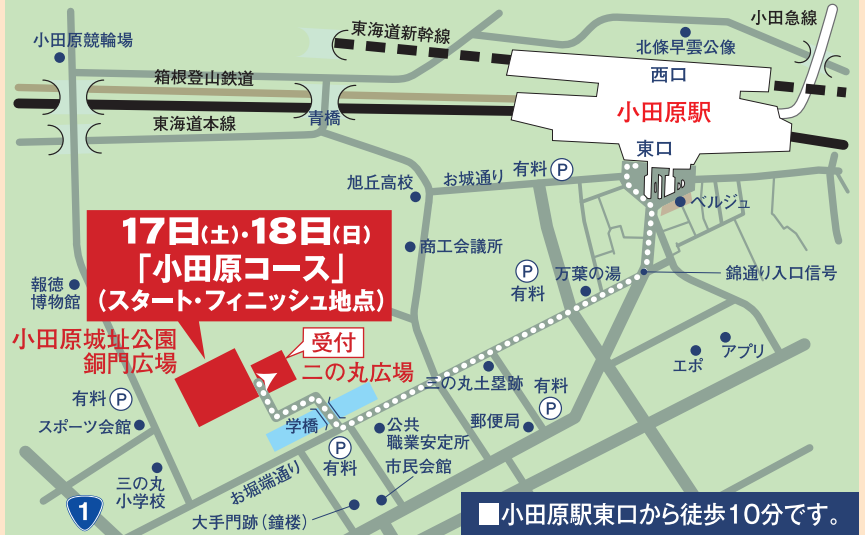 小田急線
東海道新幹線
小田原競輪場
北條早雲公像
箱根登山鉄道
西口
小田原駅
青橋
東海道本線
東口
お城通り
有料 P
旭丘高校
ベルジュ
17日(土)・18日(日)
「小田原コース」
(スタート・フィニッシュ地点)
商工会議所
P
有料
万葉の湯
錦通り入口信号
報徳
博物館
小田原城址公園
銅門広場
受付
二の丸広場
アプリ
エポ
三の丸土塁跡
有料
P
有料 P
スポーツ会館
学橋
公共
職業安定所
郵便局
P
有料
市民会館
お堀端通り
三の丸
小学校
大手門跡(鐘楼)
1
■小田原駅東口から徒歩10分です。